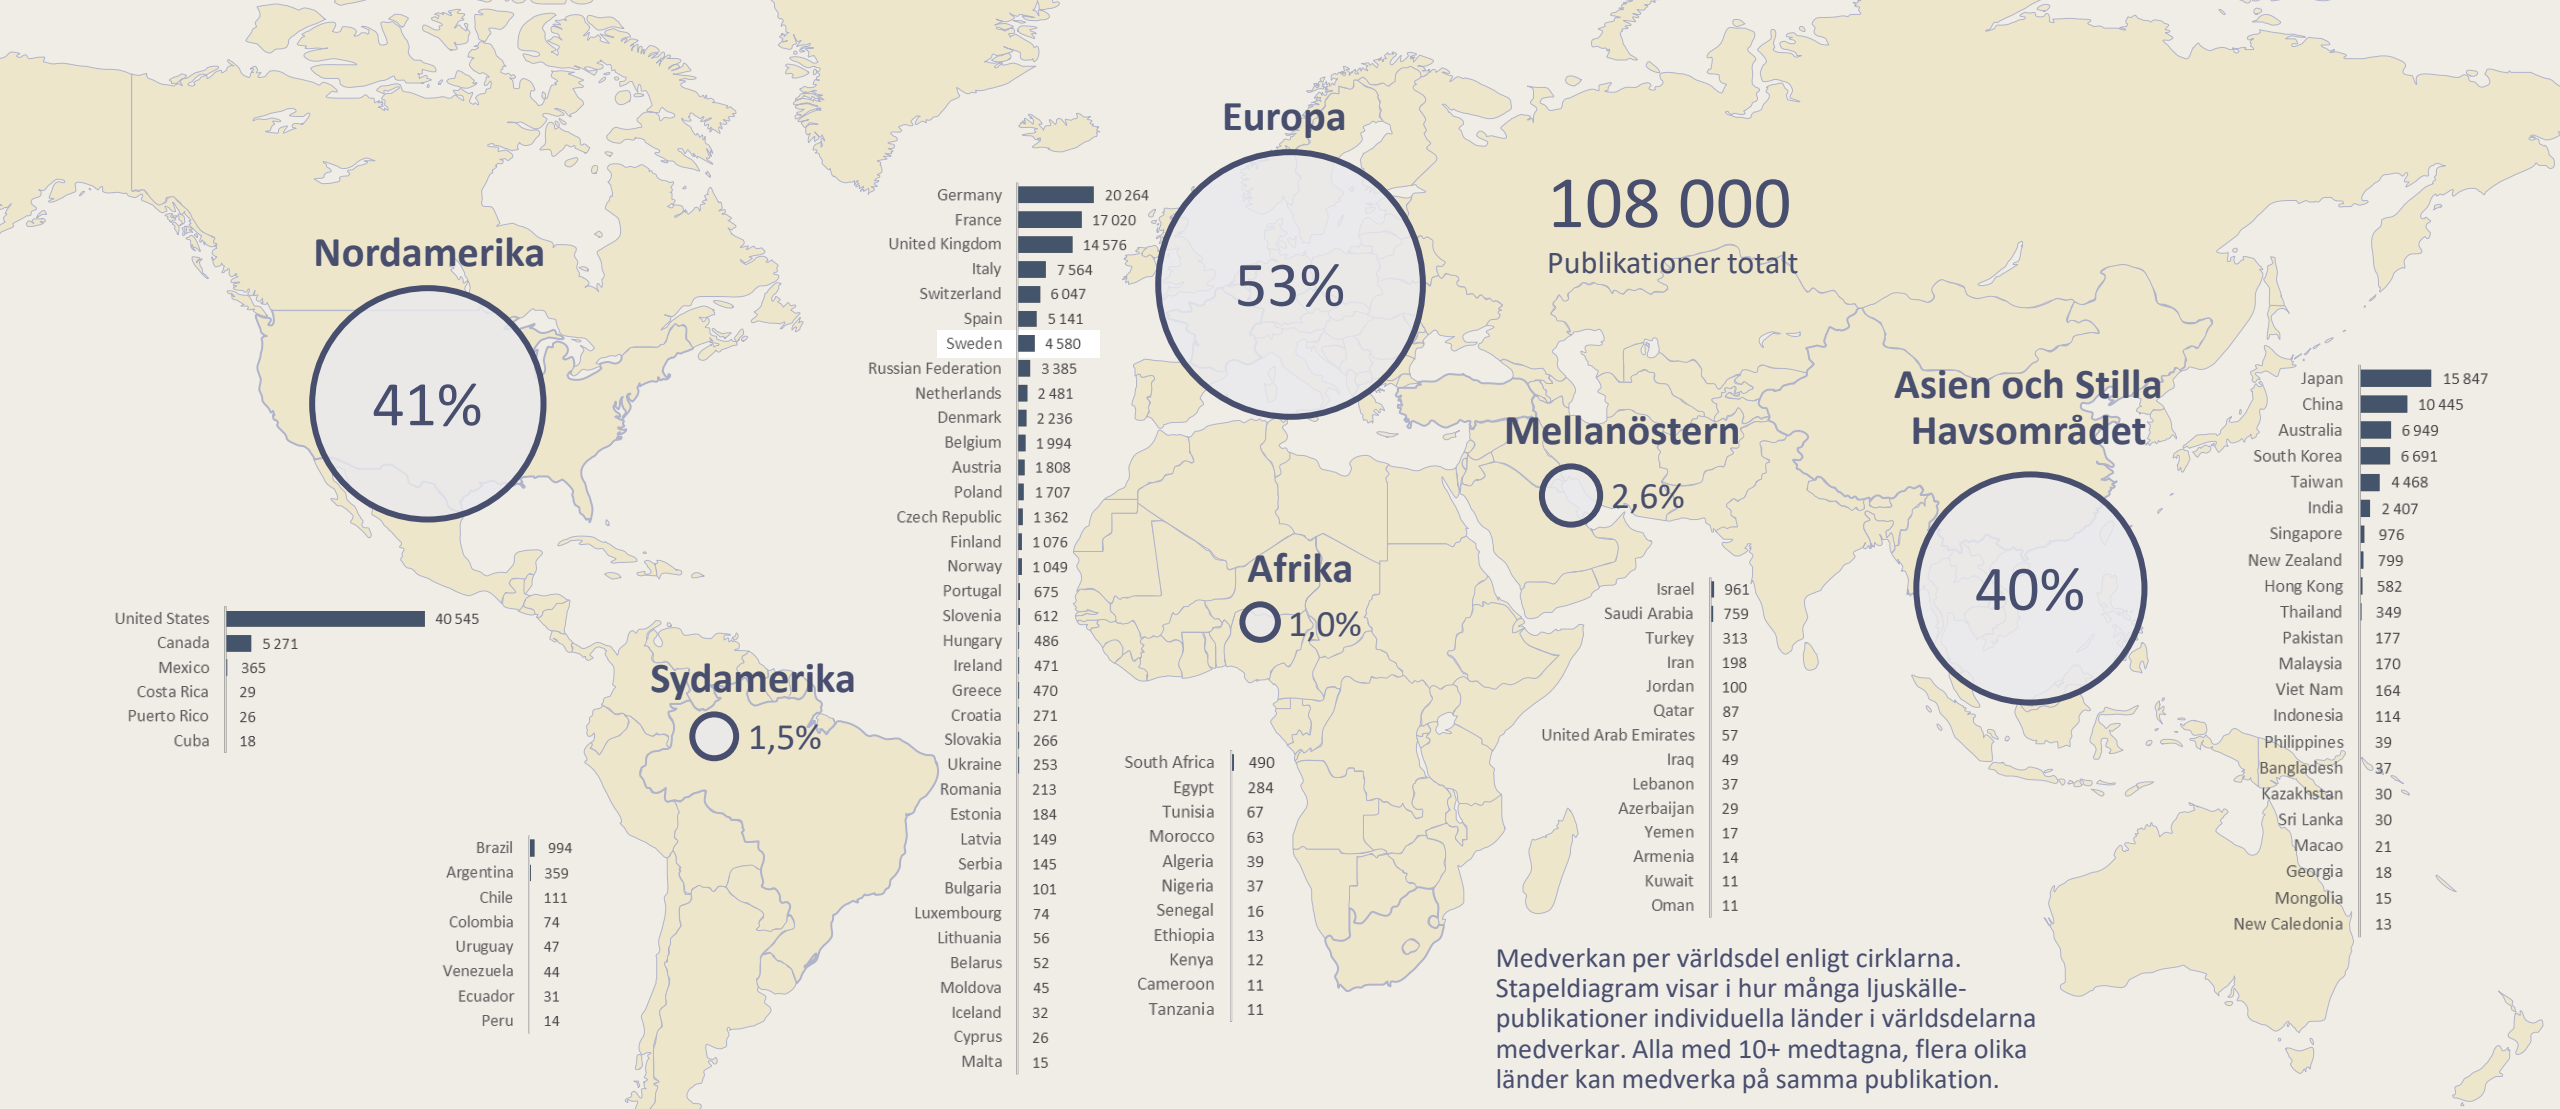 Europa
53%
108 000
Publikationer totalt
Nordamerika
41%
Germany 20 264
France 17 020
United Kingdom 14 576
Italy 7 564
Switzerland 6 047
Spain 5 141
Sweden 4 580
Russian Federation 3 385
Netherlands 2 481
Denmark 2 236
Belgium 1 994
Austria 1 808
Poland 1 707
Czech Republic 1 362
Finland 1 076
Norway 1 049
Portugal 675
Slovenia 612
Hungary 486
Ireland 471
Greece 470
Croatia 271
Slovakia 266
Ukraine 253
Romania 213
Estonia 184
Latvia 149
Serbia 145
Bulgaria 101
Luxembourg 74
Lithuania 56
Belarus 52
Moldova 45
Iceland 32
Cyprus 26
Malta 15
United States 40 545
Canada 5 271
Mexico 365
Costa Rica 29
Puerto Rico 26
Cuba 18
Sydamerika
1,5%
Brazil 994
Argentina 359
Chile 111
Colombia 74
Uruguay 47
Venezuela 44
Ecuador 31
Peru 14
Afrika
1,0%
South Africa 490
Egypt 284
Tunisia 67
Morocco 63
Algeria 39
Nigeria 37
Senegal 16
Ethiopia 13
Kenya 12
Cameroon 11
Tanzania 11
Mellanöstern
2,6%
Israel 961
Saudi Arabia 759
Turkey 313
Iran 198
Jordan 100
Qatar 87
United Arab Emirates 57
Iraq 49
Lebanon 37
Azerbaijan 29
Yemen 17
Armenia 14
Kuwait 11
Oman 11
Asien och Stilla
Havsområdet
40%
Japan 15 847
China 10 445
Australia 6 949
South Korea 6 691
Taiwan 4 468
India 2 407
Singapore 976
New Zealand 799
Hong Kong 582
Thailand 349
Pakistan 177
Malaysia 170
Viet Nam 164
Indonesia 114
Philippines 39
Bangladesh 37
Kazakhstan 30
Sri Lanka 30
Macao 21
Georgia 18
Mongolia 15
New Caledonia 13
Medverkan per världsdel enligt cirklarna.
Stapeldiagram visar i hur många ljuskälle-
publikationer individuella länder i världsdelarna
medverkar. Alla med 10+ medtagna, flera olika
länder kan medverka på samma publikation.